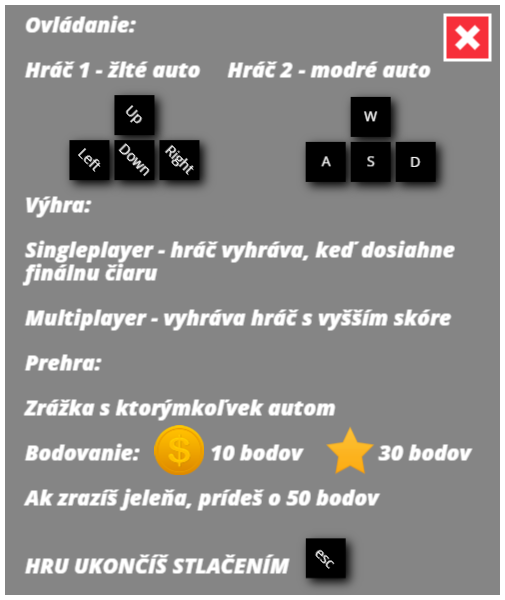 Ovládanie:
Hráč 1 - žlté auto Hráč 2 - modré auto
Up W
Left Down Right A S D
Výhra:
Singleplayer - hráč vyhráva, keď dosiahne
finálnu čiaru
Multiplayer - vyhráva hráč s vyšším skóre
Prehra:
Zrážka s ktorýmkoľvek autom
Bodovanie: $ 10 bodov 30 bodov
Ak zrazíš jeleňa, prídeš o 50 bodov
HRU UKONČÍŠ STLAČENÍM esc